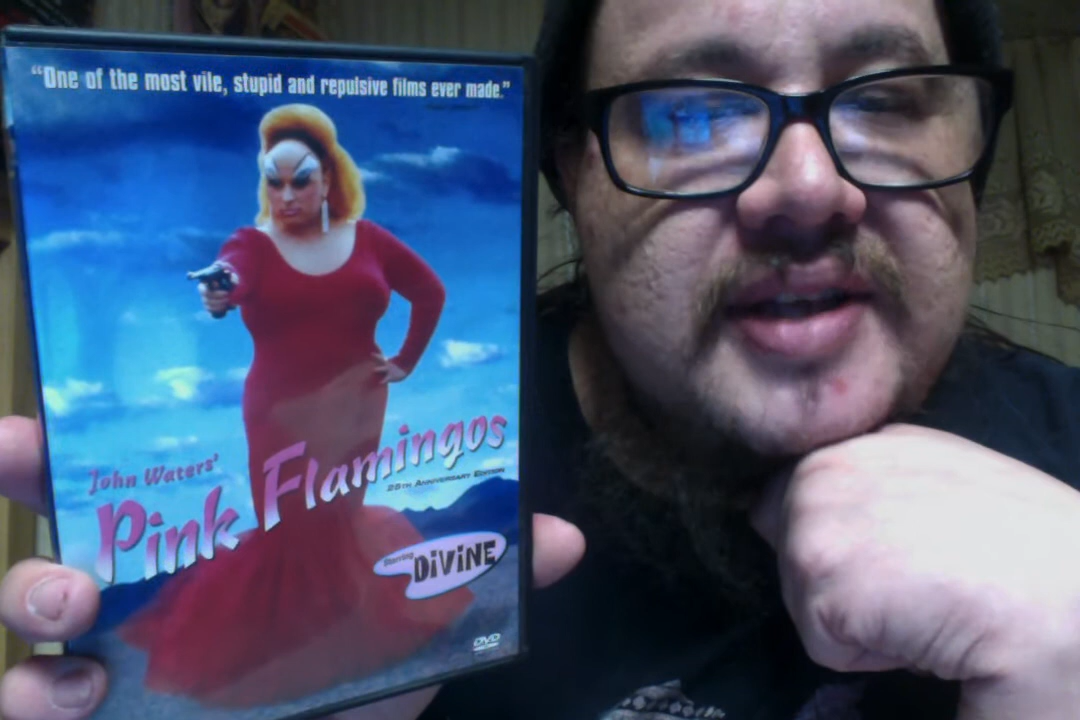 "One of the most vile, stupid and repulsive films ever made."
John Waters'
Pink Flamingos
25th Anniversary Edition
Starring
DiViNE
DVD